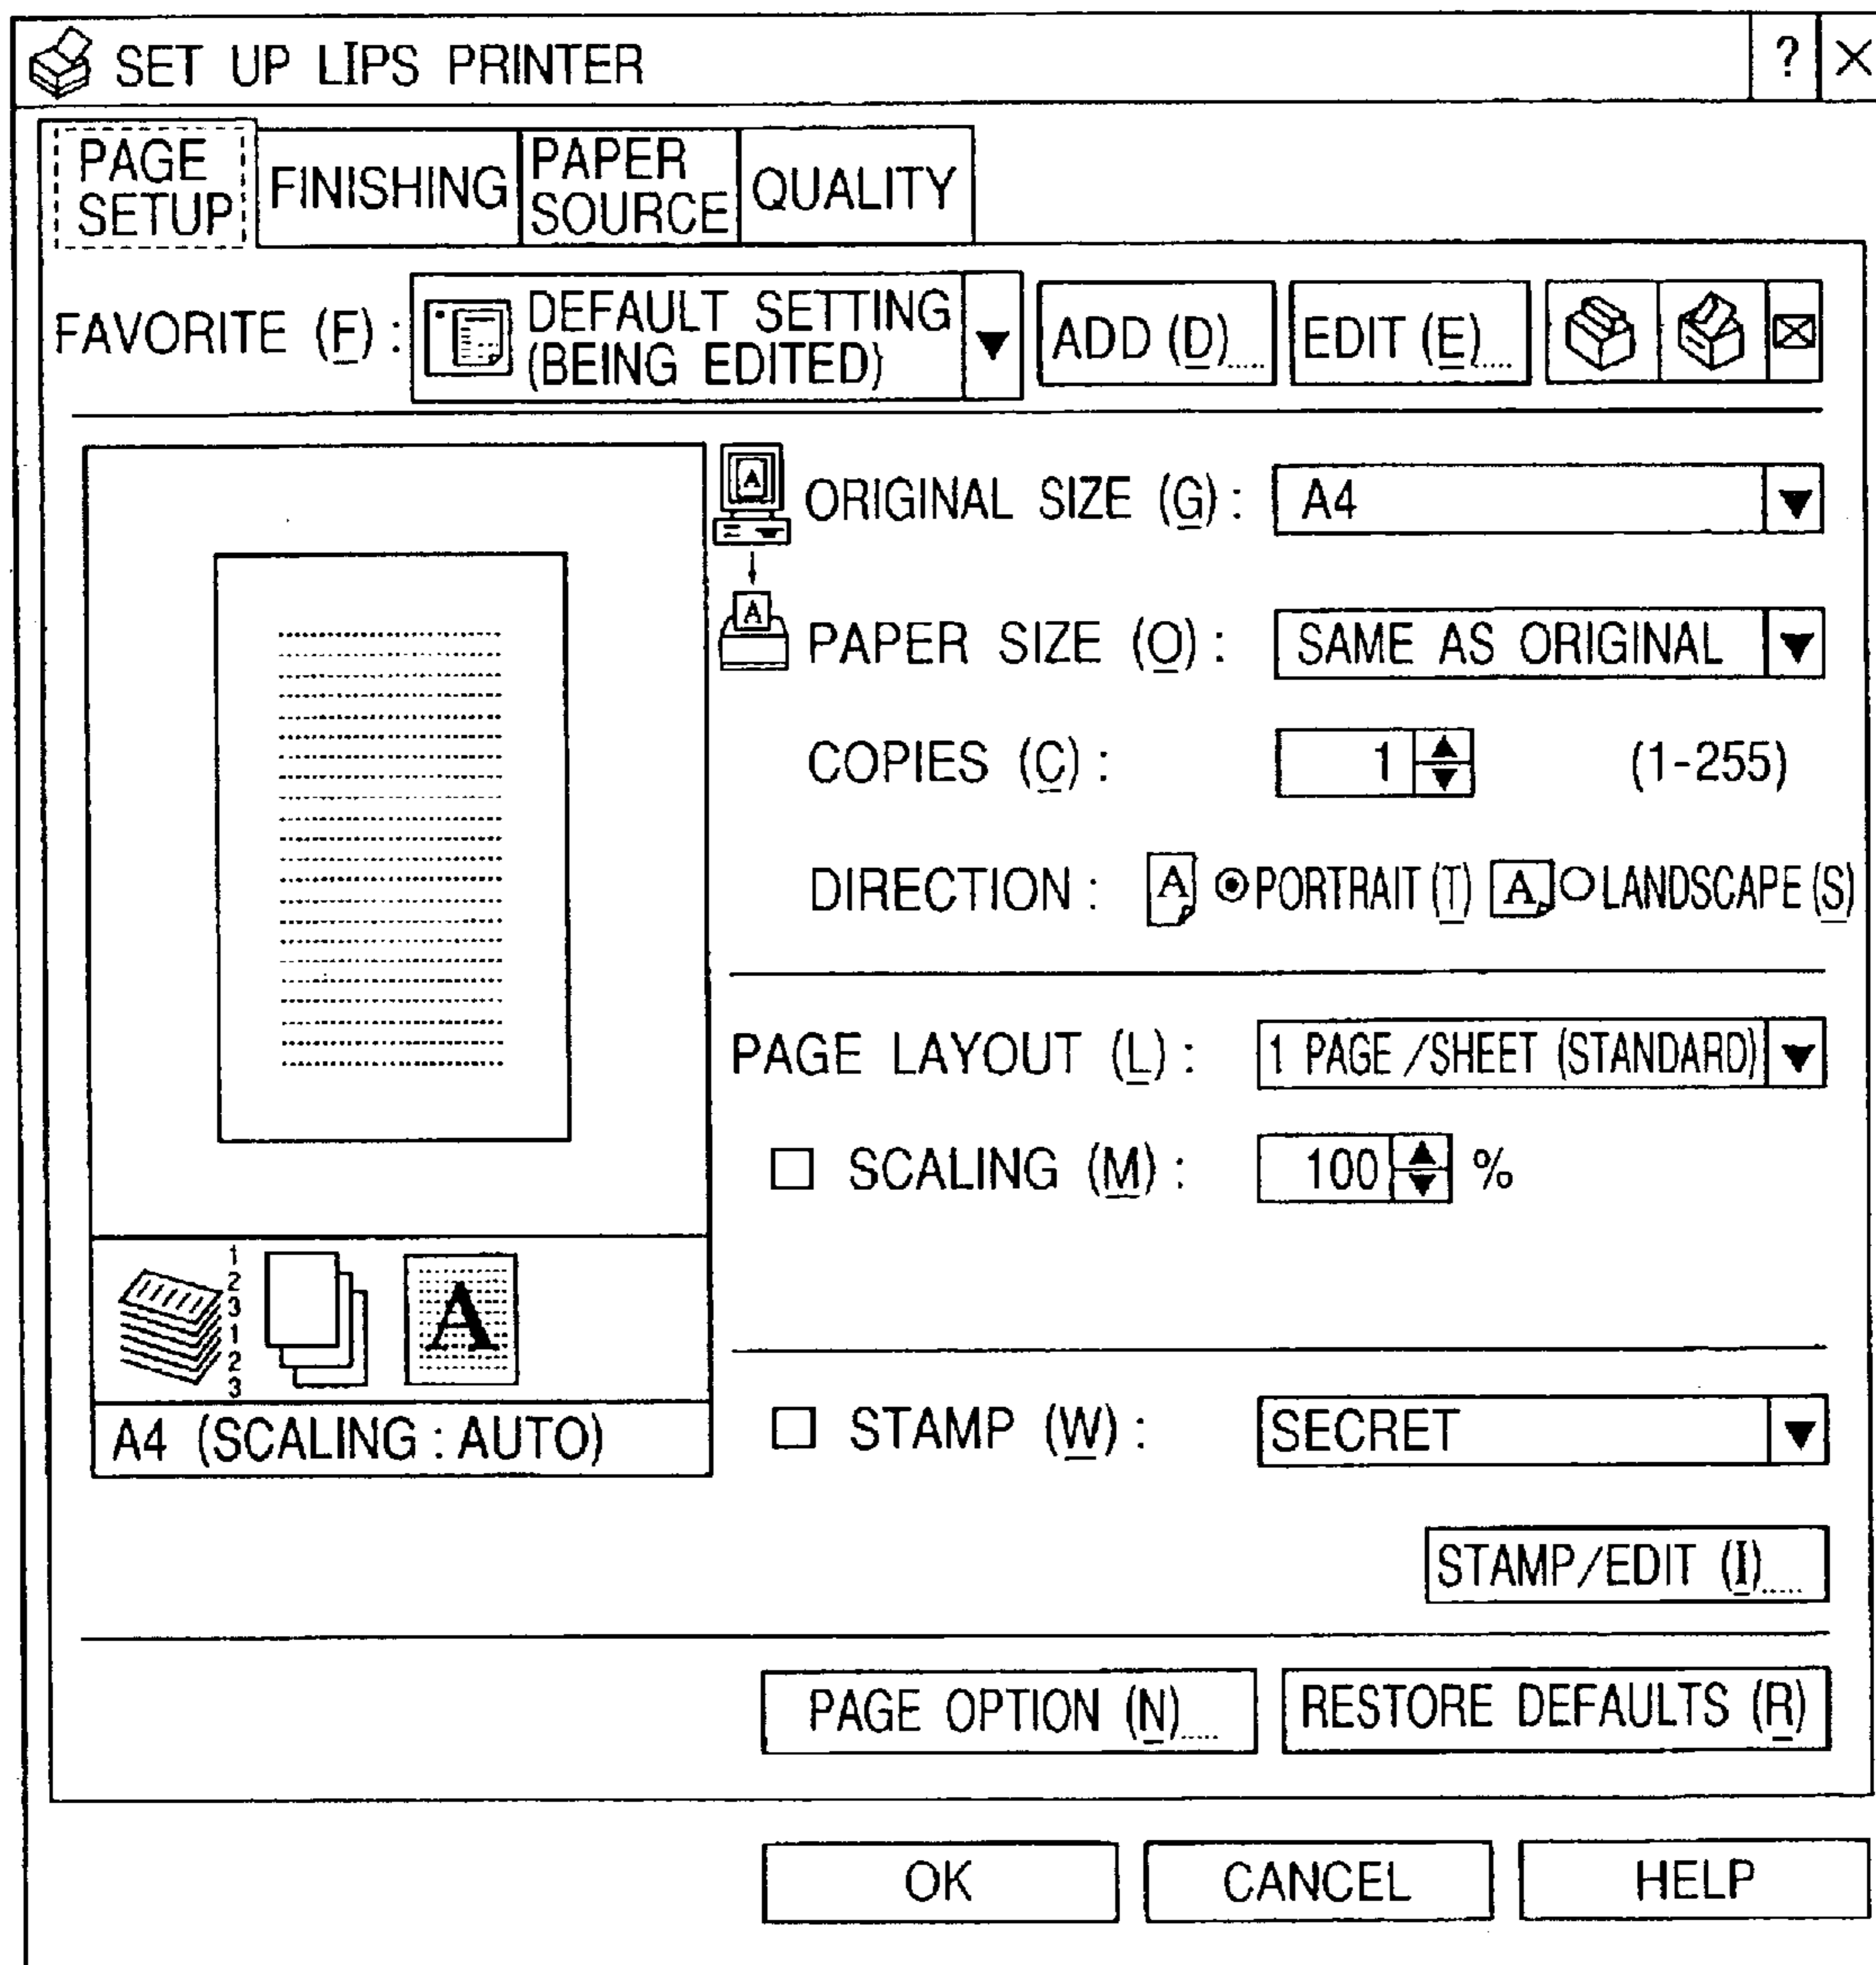 SET UP LIPS PRINTER ? ×
PAGE SETUP FINISHING PAPER SOURCE QUALITY
FAVORITE (F) : DEFAULT SETTING (BEING EDITED) ▼ ADD (D)..... EDIT (E)....
A ORIGINAL SIZE (G) : A4 ▼
A PAPER SIZE (O) : SAME AS ORIGINAL ▼
COPIES (C) : 1 (1-255)
DIRECTION : A PORTRAIT (T) A LANDSCAPE (S)
PAGE LAYOUT (L) : 1 PAGE /SHEET (STANDARD) ▼
SCALING (M) : 100 %
1
2
3
1
2
3
A
A4 (SCALING : AUTO)
STAMP (W) : SECRET ▼
STAMP/EDIT (I).....
PAGE OPTION (N).... RESTORE DEFAULTS (R)
OK CANCEL HELP